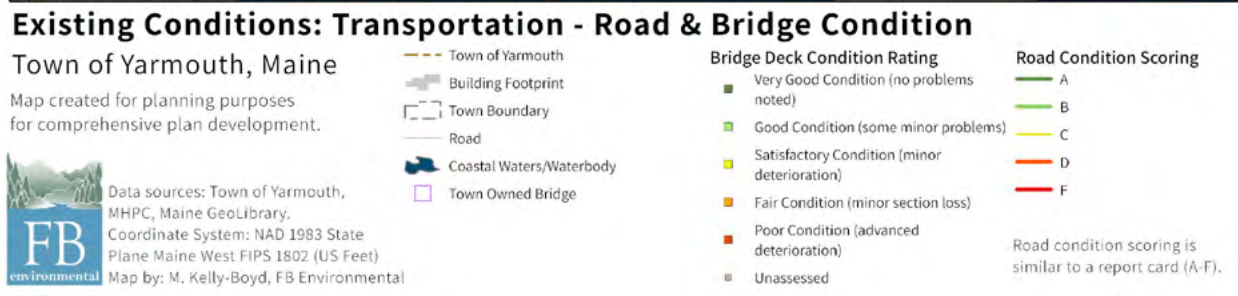 Existing Conditions: Transportation - Road & Bridge Condition
Town of Yarmouth, Maine
Map created for planning purposes
for comprehensive plan development.
FB
environmental
Data sources: Town of Yarmouth,
MHPC, Maine GeoLibrary.
Coordinate System: NAD 1983 State
Plane Maine West FIPS 1802 (US Feet)
Map by: M. Kelly-Boyd, FB Environmental
Town of Yarmouth
Building Footprint
Town Boundary
Road
Coastal Waters/Waterbody
Town Owned Bridge
Bridge Deck Condition Rating
Very Good Condition (no problems
noted)
Good Condition (some minor problems)
Satisfactory Condition (minor
deterioration)
Fair Condition (minor section loss)
Poor Condition (advanced
deterioration)
Unassessed
Road Condition Scoring
A
B
C
D
F
Road condition scoring is
similar to a report card (A-F).